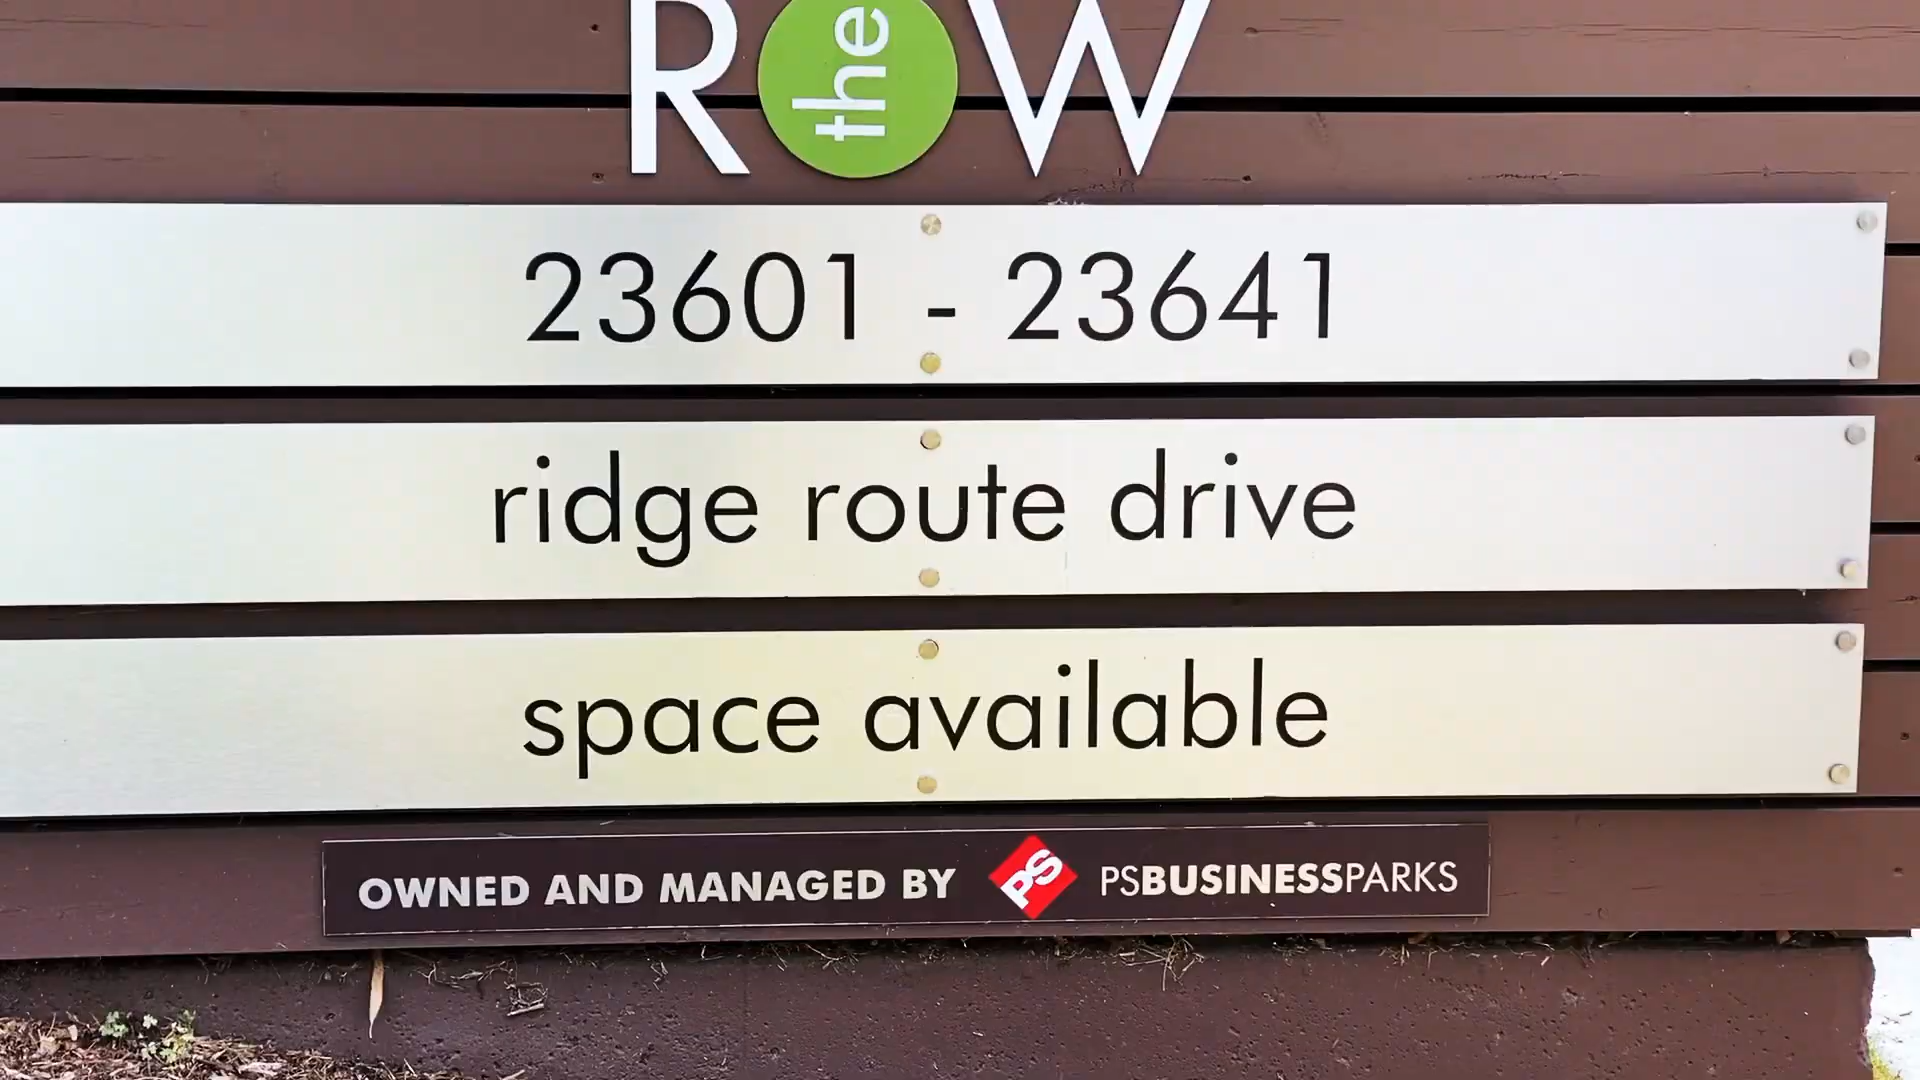 R the W
23601 - 23641
ridge route drive
space available
OWNED AND MANAGED BY PS PSBUSINESSPARKS